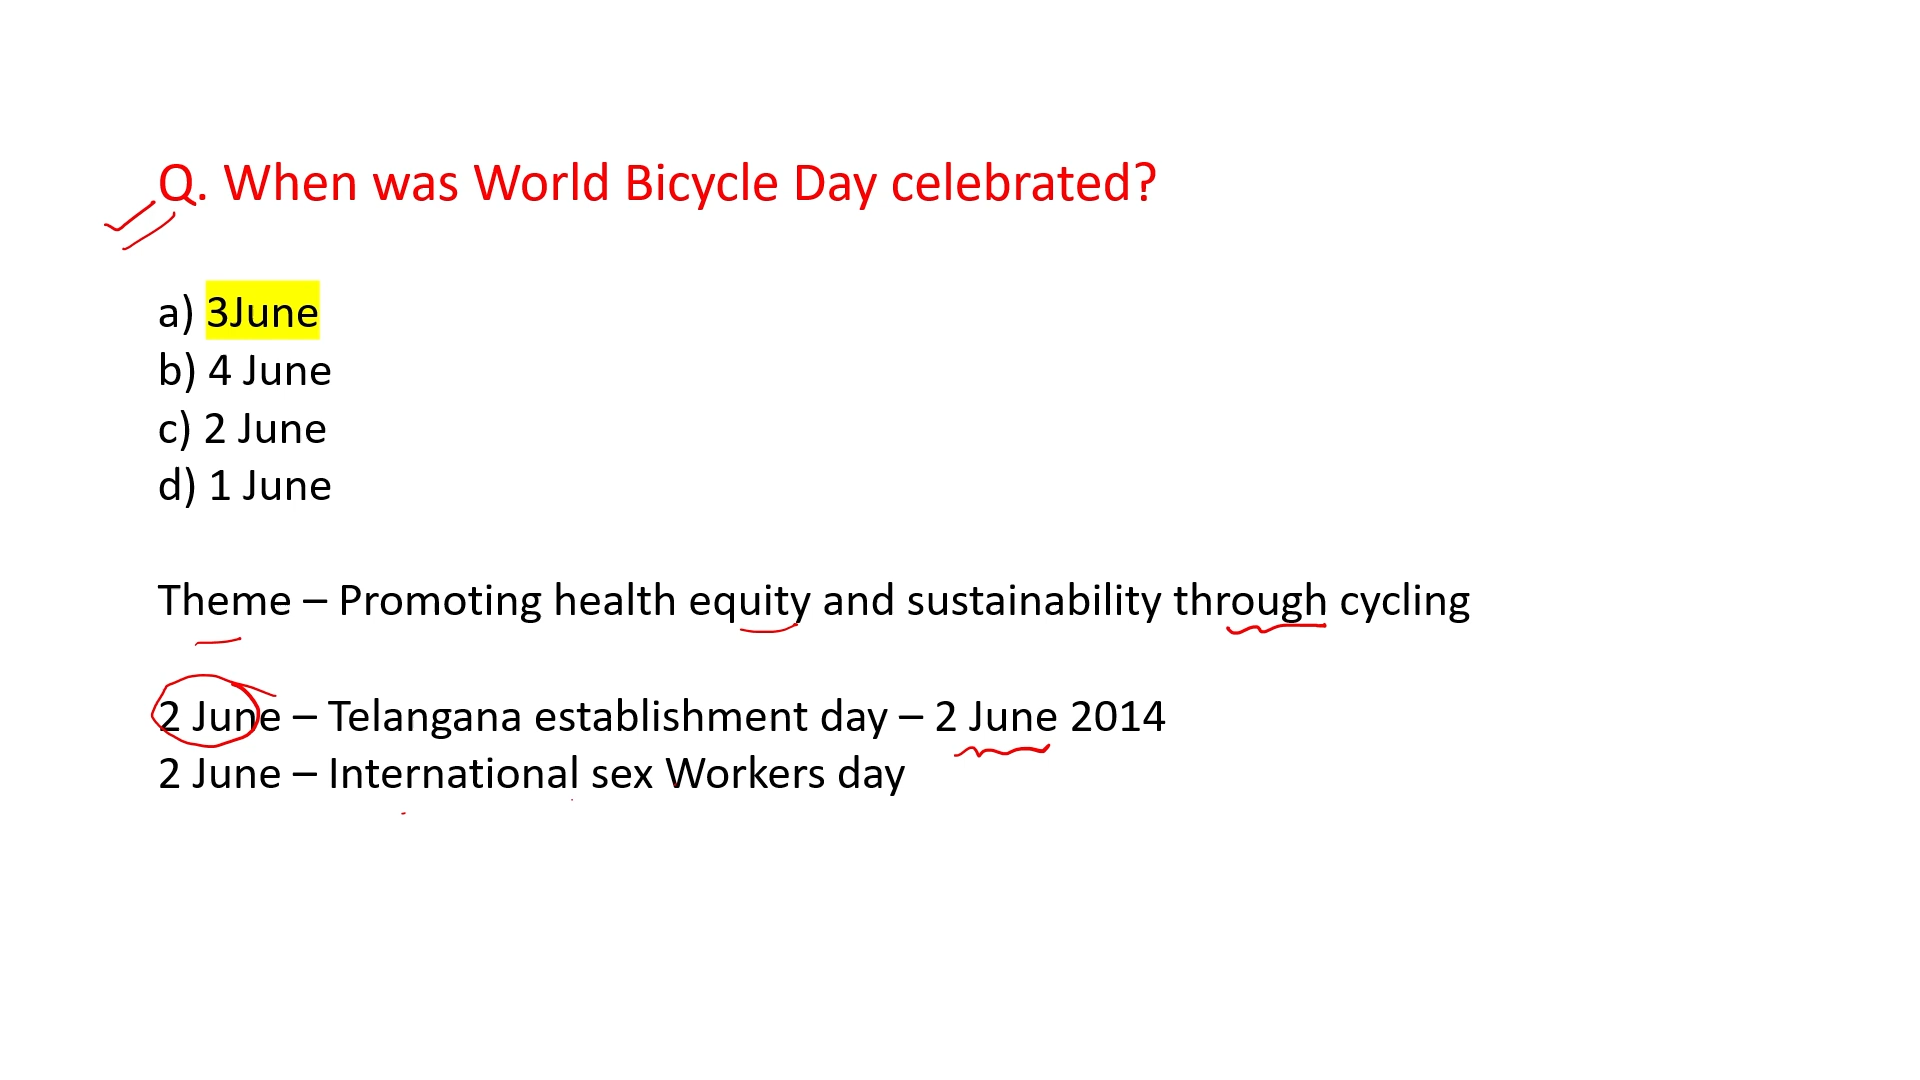 Q. When was World Bicycle Day celebrated?
a) 3June
b) 4 June
c) 2 June
d) 1 June
Theme – Promoting health equity and sustainability through cycling
2 June – Telangana establishment day – 2 June 2014
2 June – International sex Workers day